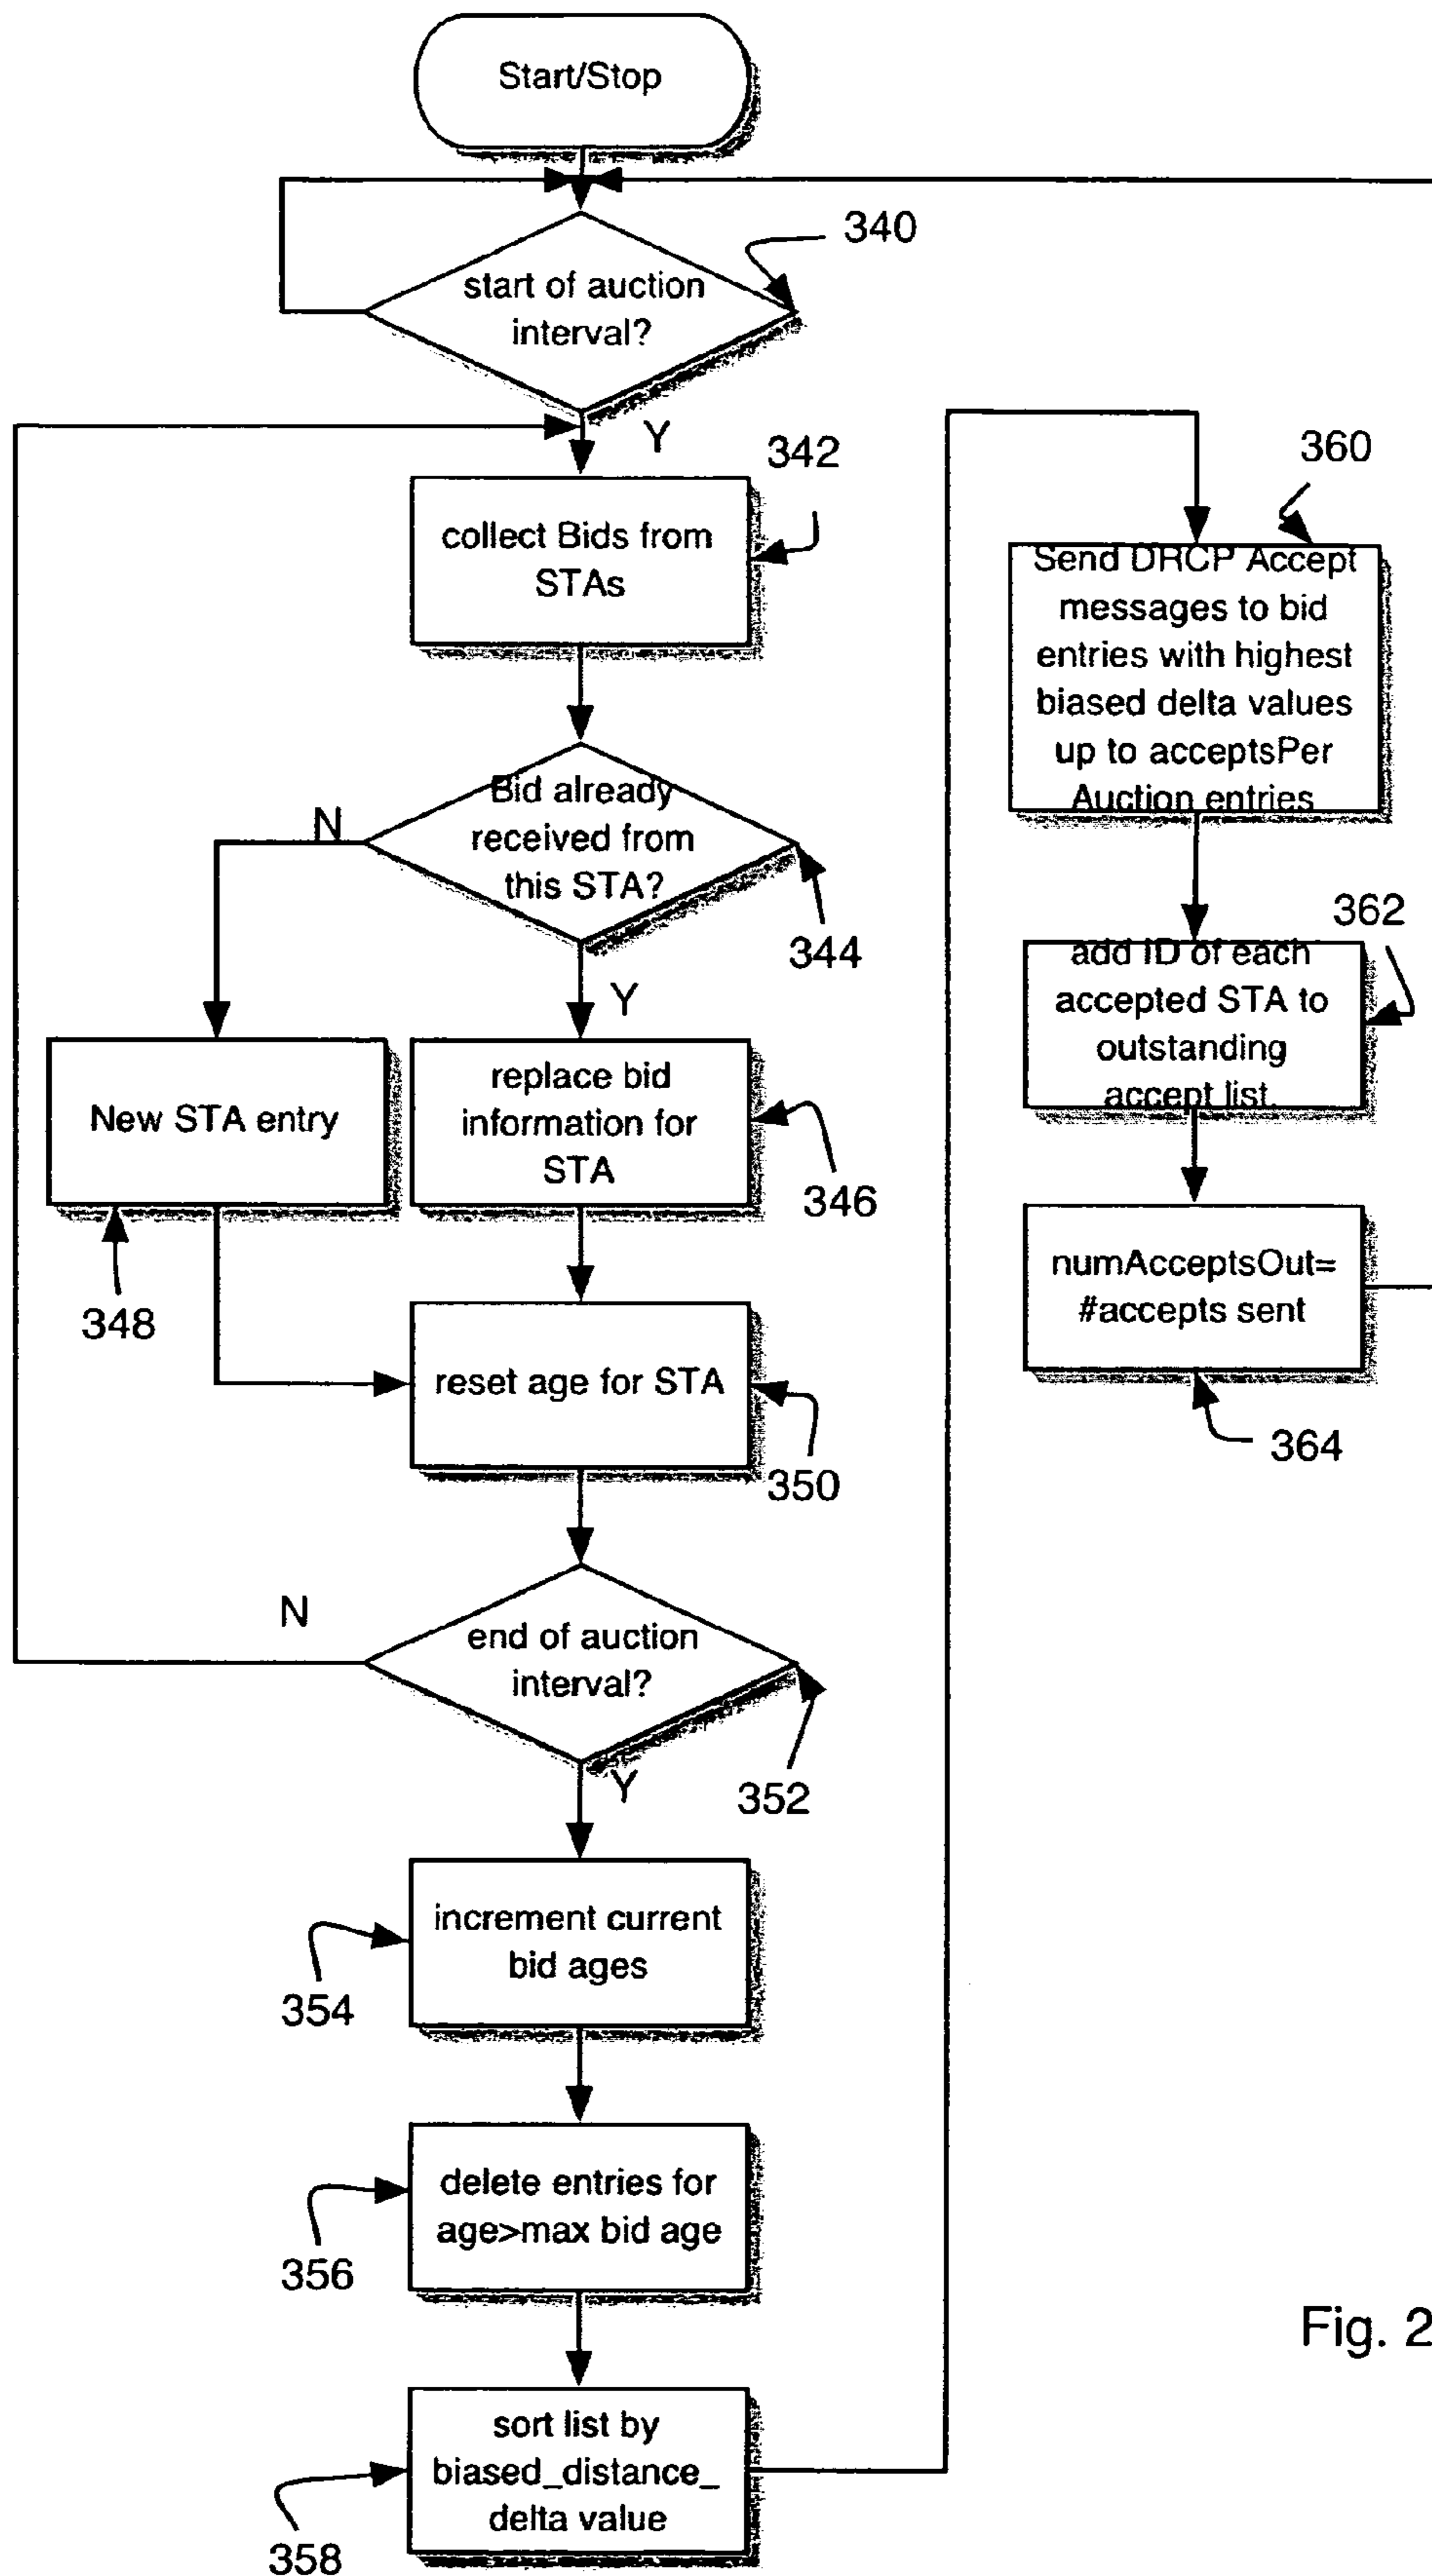 Start/Stop
340
start of auction
interval?
Y
342
collect Bids from
STAs
N
Bid already
received from
this STA?
344
Y
New STA entry
348
replace bid
information for
STA
346
reset age for STA
350
N
end of auction
interval?
352
Y
increment current
bid ages
354
delete entries for
age>max bid age
356
sort list by
biased_distance_
delta value
358
360
Send DRCP Accept
messages to bid
entries with highest
biased delta values
up to acceptsPer
Auction entries
362
add ID of each
accepted STA to
outstanding
accept list.
numAcceptsOut=
#accepts sent
364
Fig. 2